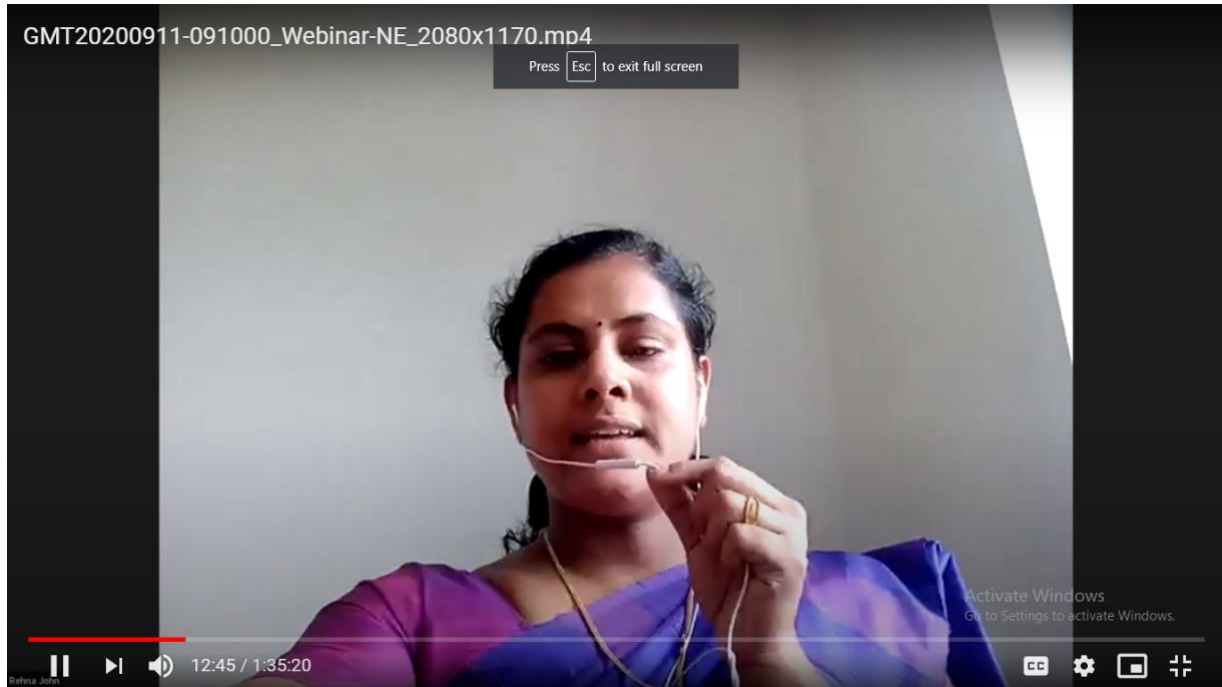 GMT20200911-091000_Webinar-NE_2080x1170.mp4
Press Esc to exit full screen
Activate Windows
Go to Settings to activate Windows.
12:45 / 1:35:20
CC
Rehna John